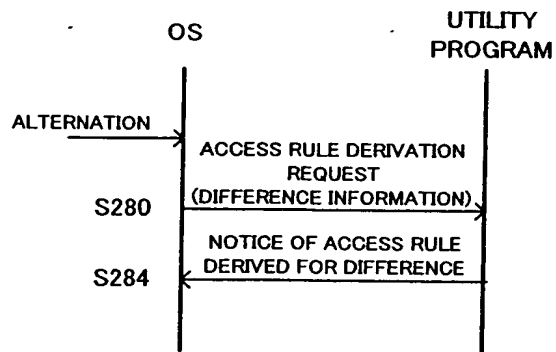 OS
UTILITY
PROGRAM
ALTERNATION
ACCESS RULE DERIVATION
REQUEST
(DIFFERENCE INFORMATION)
S280
NOTICE OF ACCESS RULE
DERIVED FOR DIFFERENCE
S284